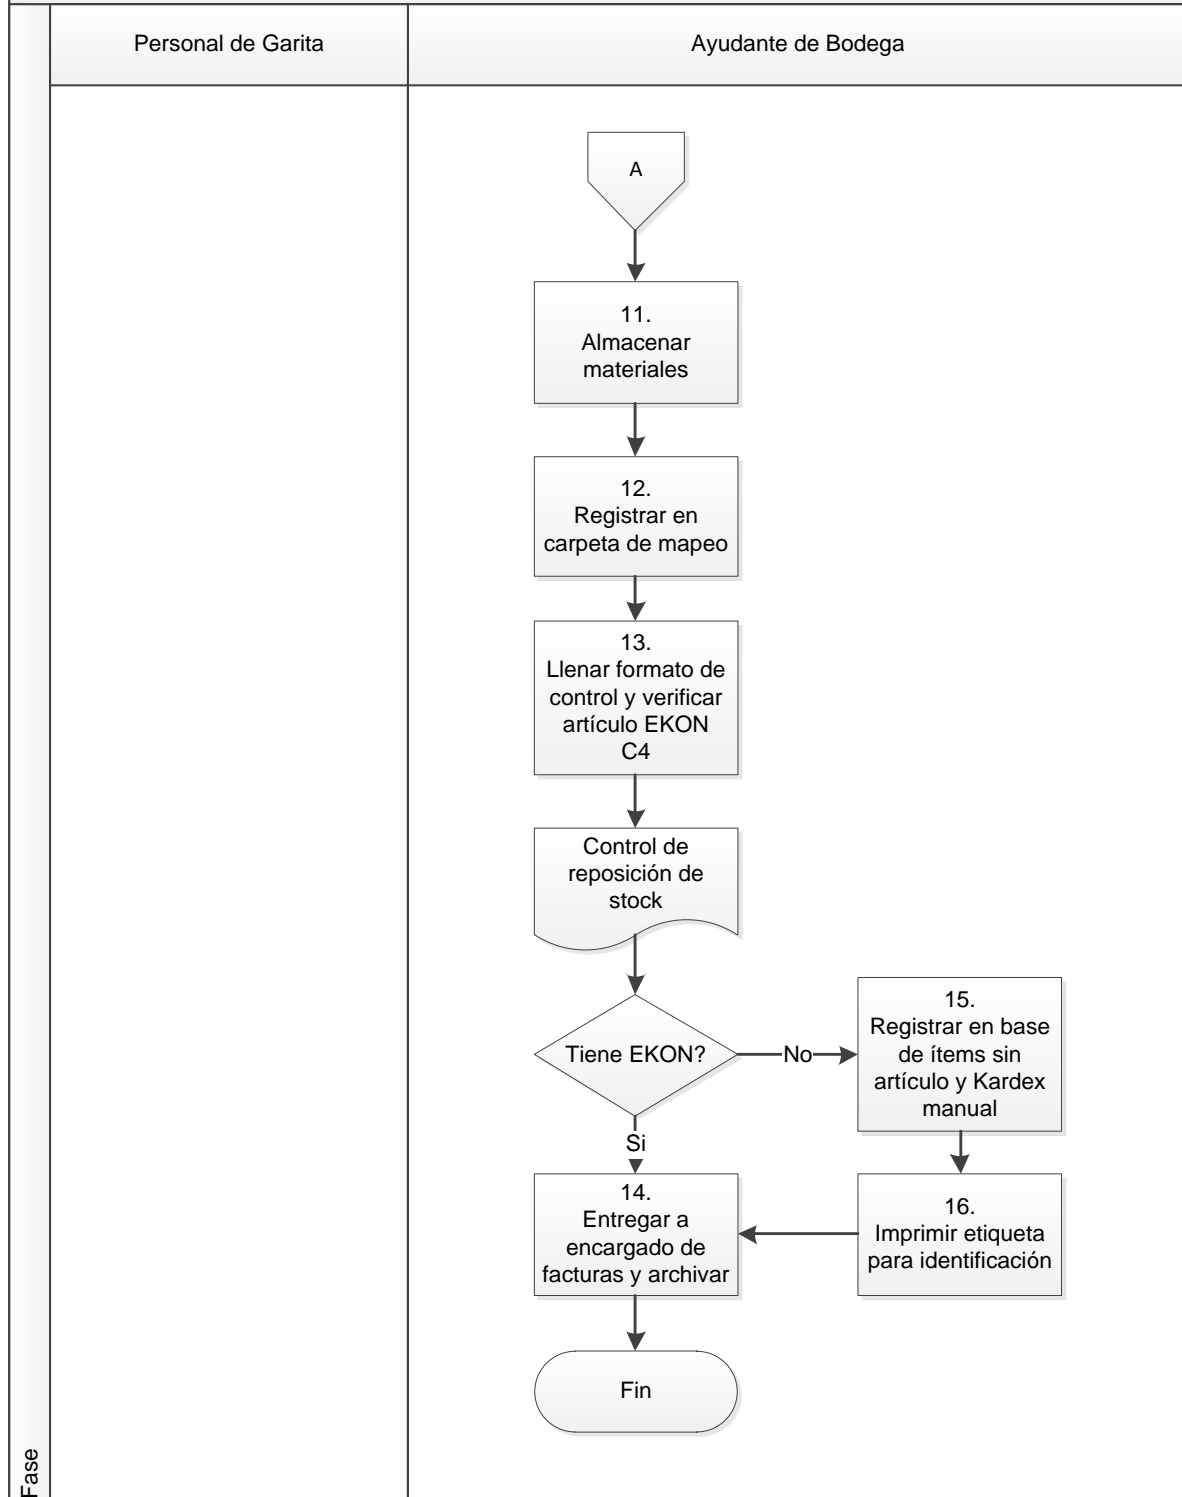 Personal de Garita
Ayudante de Bodega
A
11.
Almacenar
materiales
12.
Registrar en
carpeta de mapeo
13.
Llenar formato de
control y verificar
artículo EKON
C4
Control de
reposición de
stock
Tiene EKON?
No
15.
Registrar en base
de ítems sin
artículo y Kardex
manual
Si
14.
Entregar a
encargado de
facturas y archivar
16.
Imprimir etiqueta
para identificación
Fin
Fase